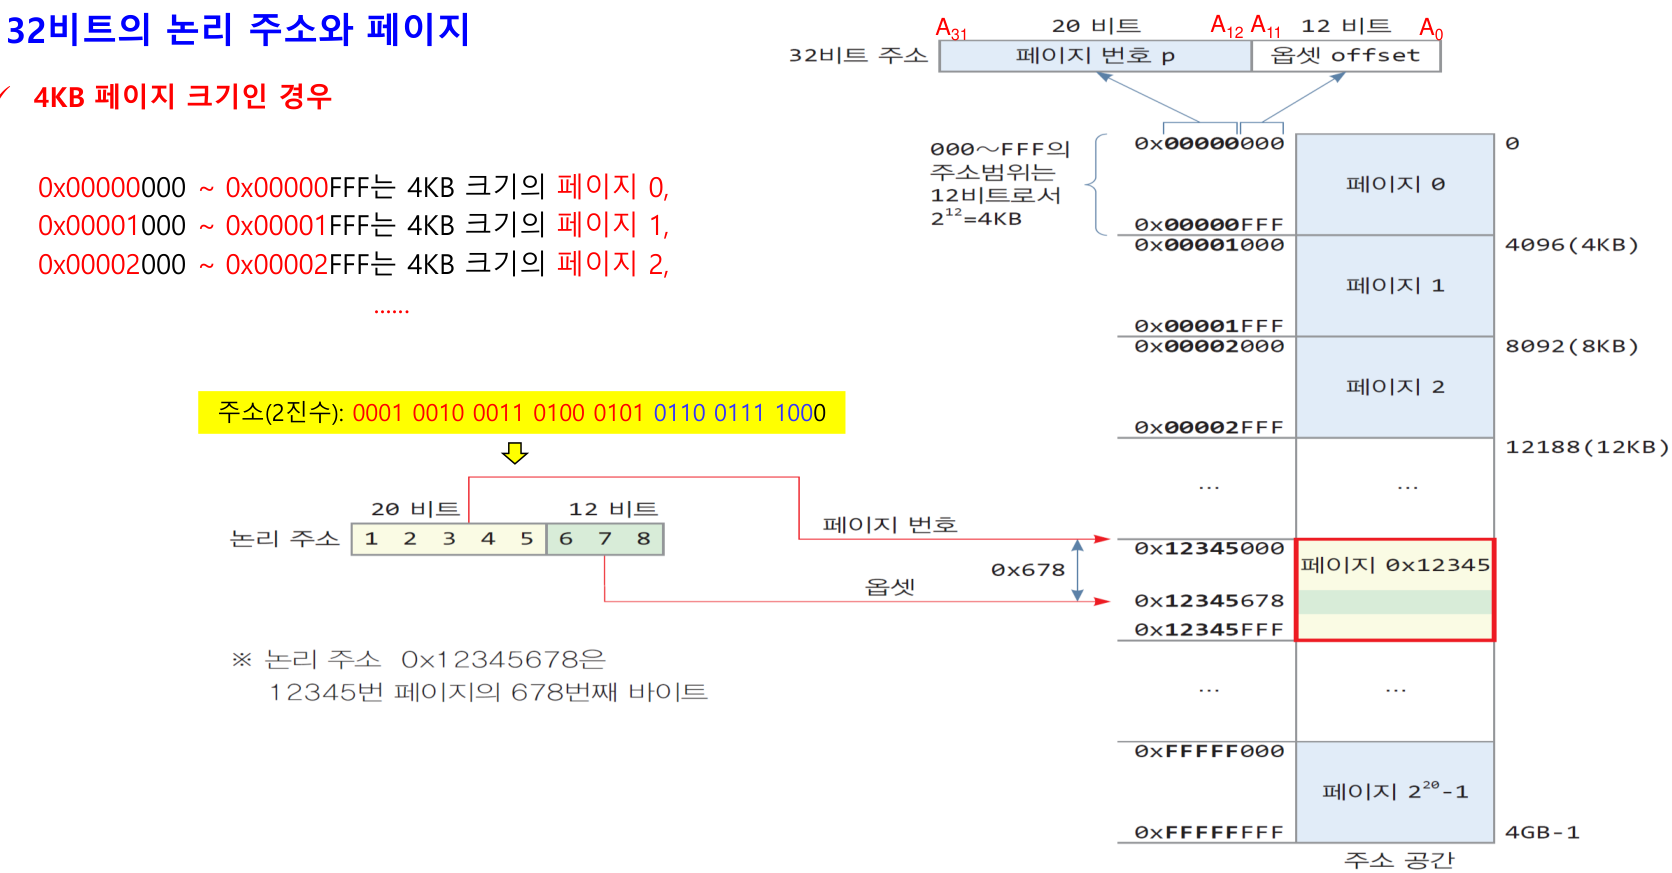 32비트의 논리 주소와 페이지
✓ 4KB 페이지 크기인 경우
0x00000000 ~ 0x00000FFF는 4KB 크기의 페이지 0,
0x00001000 ~ 0x00001FFF는 4KB 크기의 페이지 1,
0x00002000 ~ 0x00002FFF는 4KB 크기의 페이지 2,
......
주소(2진수): 0001 0010 0011 0100 0101 0110 0111 1000
20 비트 12 비트
논리 주소 1 2 3 4 5 6 7 8
페이지 번호
옵셋
0x678
※ 논리 주소 0x12345678은
12345번 페이지의 678번째 바이트
A31 20 비트 A12 A11 12 비트 A0
32비트 주소 페이지 번호 p 옵셋 offset
000~FFF의
주소범위는
12비트로서
2¹²=4KB
0x00000000 0
페이지 0
0x00000FFF
0x00001000 4096(4KB)
페이지 1
0x00001FFF
0x00002000 8092(8KB)
페이지 2
0x00002FFF
12188(12KB)
... ...
0x12345000
페이지 0x12345
0x12345678
0x12345FFF
... ...
0xFFFFF000
페이지 2²⁰-1
0xFFFFFFFF 4GB-1
주소 공간